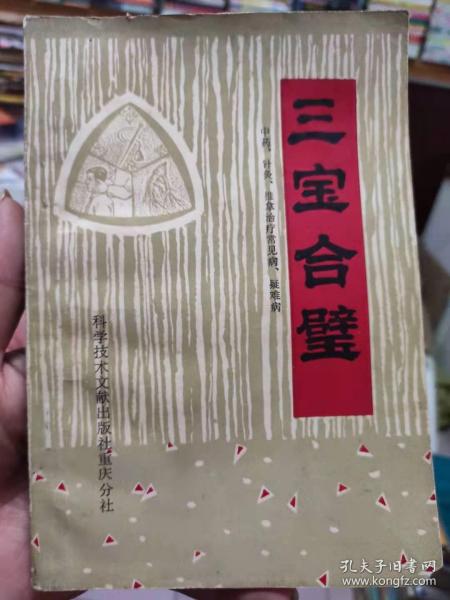 三宝合璧
中药、针灸、推拿治疗常见病、疑难病
科学技术文献出版社重庆分社
孔夫子旧书网
www.kongfz.com